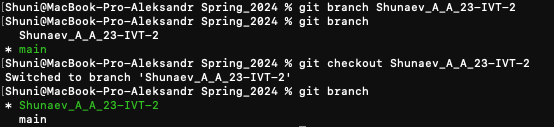 [Shuni@MacBook-Pro-Aleksandr Spring_2024 % git branch Shunaev_A_A_23-IVT-2
[Shuni@MacBook-Pro-Aleksandr Spring_2024 % git branch
Shunaev_A_A_23-IVT-2
* main
[Shuni@MacBook-Pro-Aleksandr Spring_2024 % git checkout Shunaev_A_A_23-IVT-2
Switched to branch 'Shunaev_A_A_23-IVT-2'
[Shuni@MacBook-Pro-Aleksandr Spring_2024 % git branch
* Shunaev_A_A_23-IVT-2
main